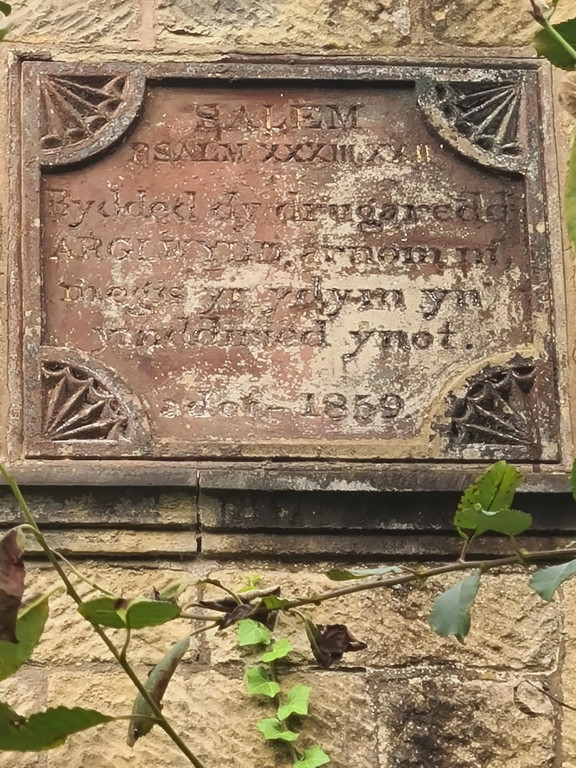 SALEM
PSALM XXXIII.XXII
Bydded dy drugaredd
ARGLWYDD, arnom ni,
megis yr ydym yn
ymddiried ynot.
1859